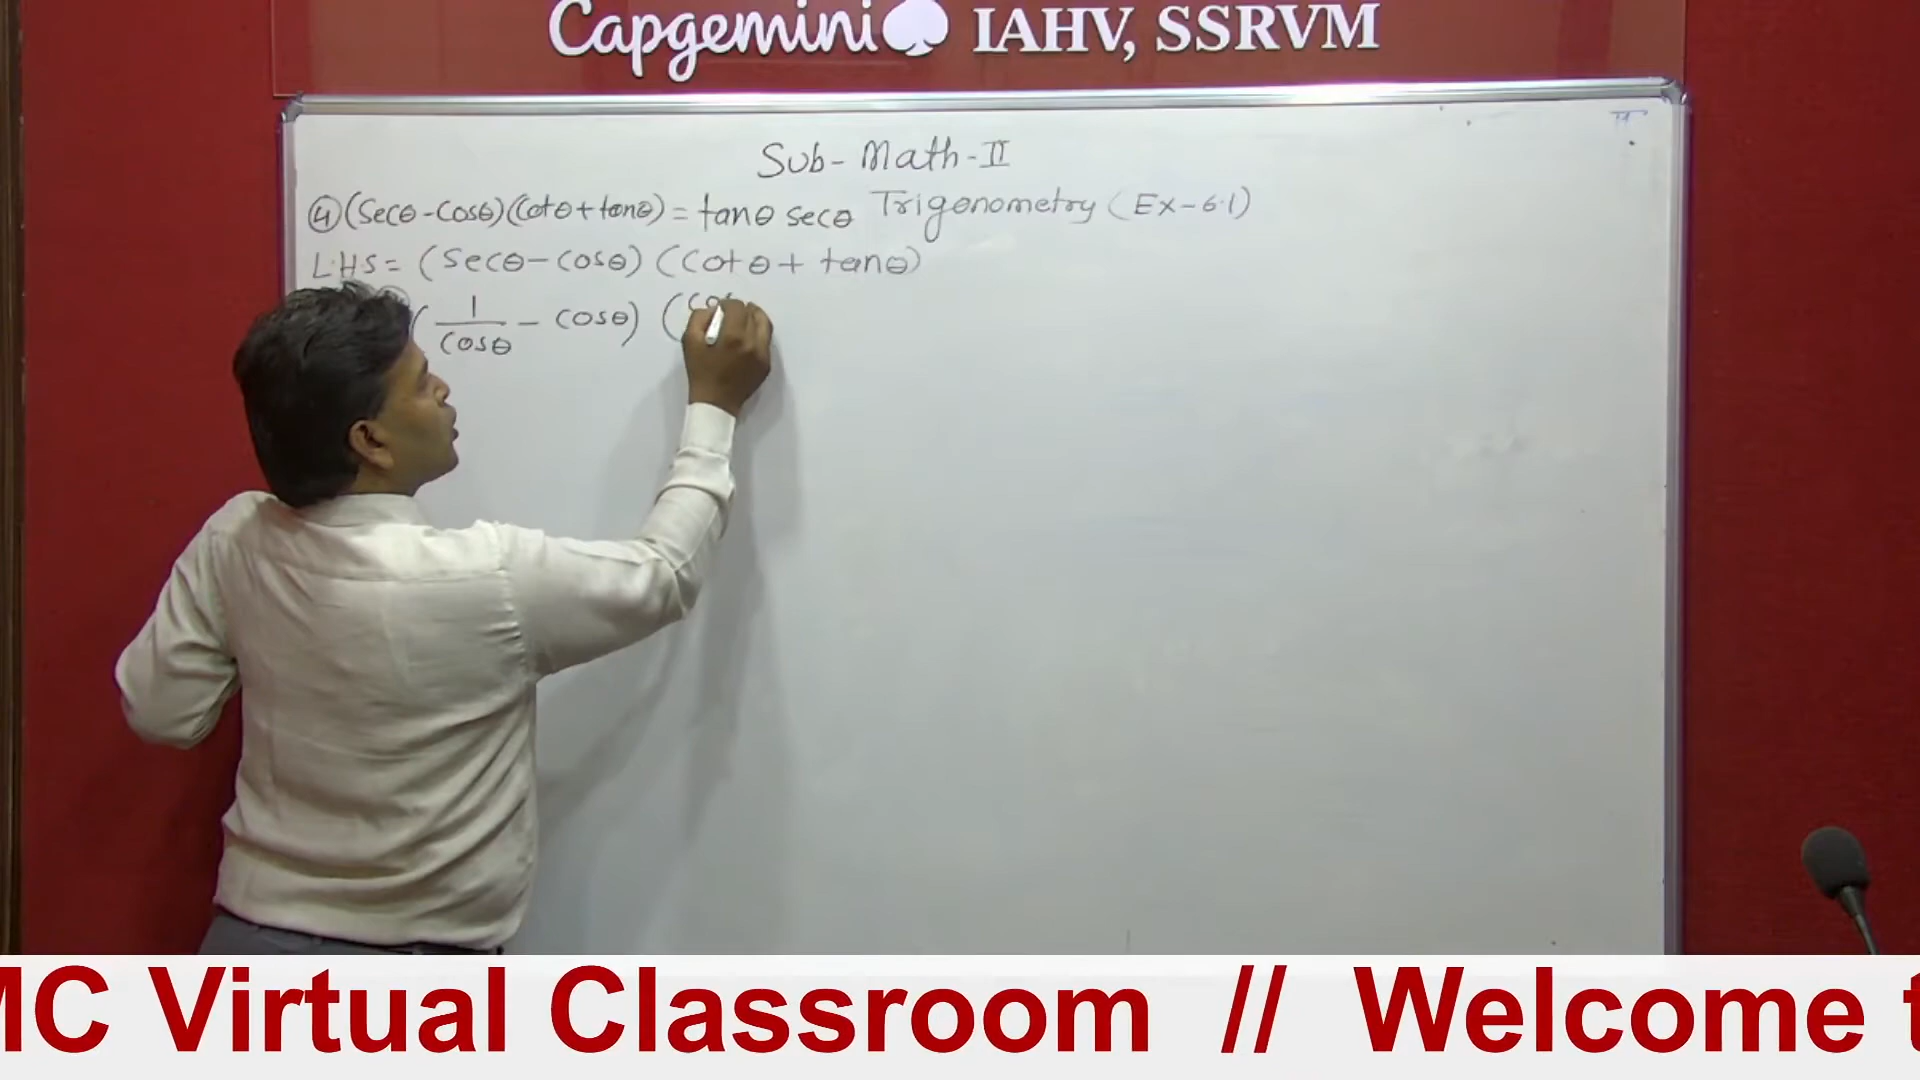 Capgemini IAHV, SSRVM
Sub- Math-II
④(Secθ-Cosθ)(Cotθ+tanθ) = tanθ secθ Trigonometry (Ex-6.1)
L.H.S = (Secθ-Cosθ) (Cotθ + tanθ)
( 1/Cosθ - Cosθ) (Co
MC Virtual Classroom // Welcome t